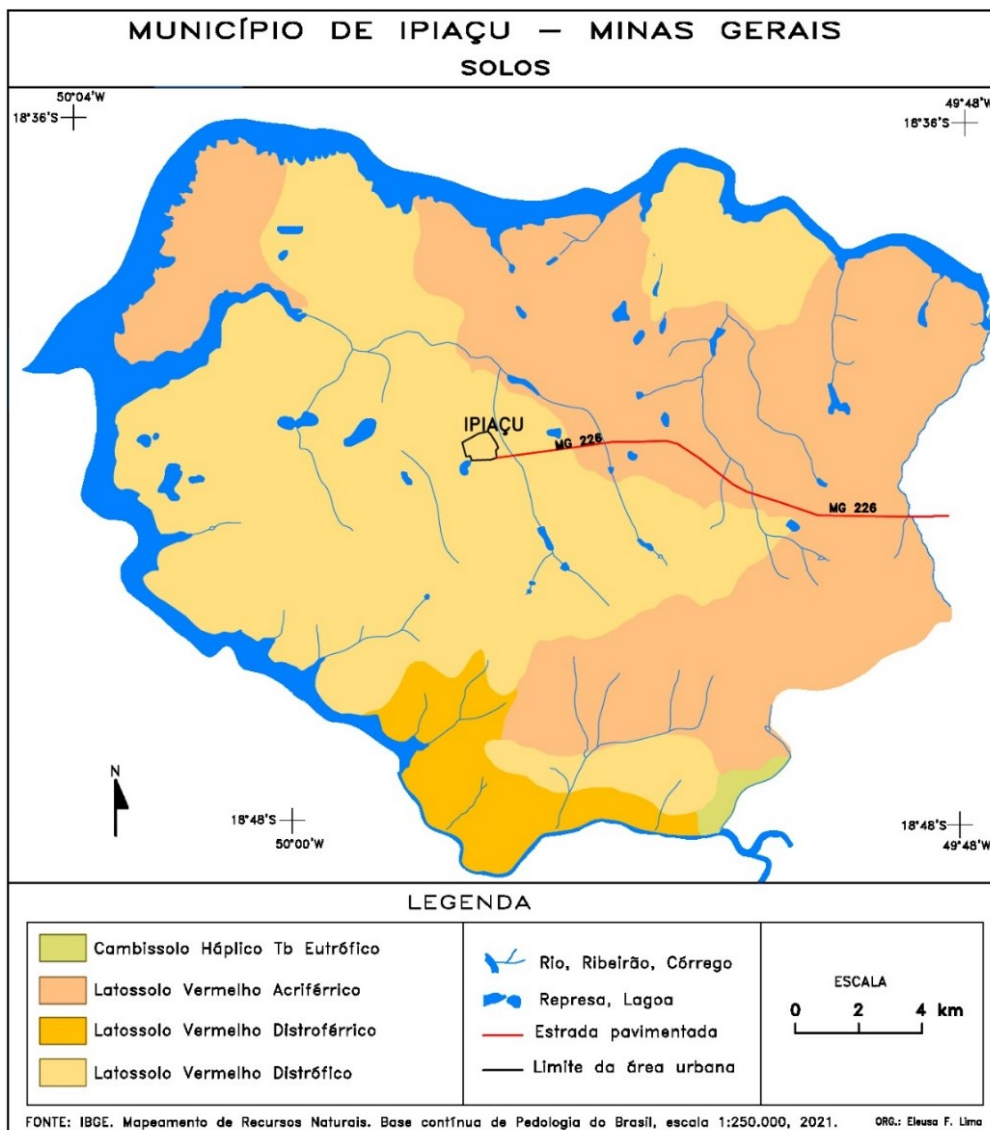 MUNICÍPIO DE IPIAÇU – MINAS GERAIS
SOLOS
50°04'W
18°36'S
49°48'W
18°36'S
IPIAÇU
MG 226
MG 226
N
18°48'S
50°00'W
18°48'S
49°48'W
LEGENDA
Cambissolo Háplico Tb Eutrófico
Latossolo Vermelho Acriférrico
Latossolo Vermelho Distroférrico
Latossolo Vermelho Distrófico
Rio, Ribeirão, Córrego
Represa, Lagoa
Estrada pavimentada
Limite da área urbana
ESCALA
0 2 4 km
FONTE: IBGE. Mapeamento de Recursos Naturais. Base contínua de Pedologia do Brasil, escala 1:250.000, 2021. ORG.: Eleusa F. Lima